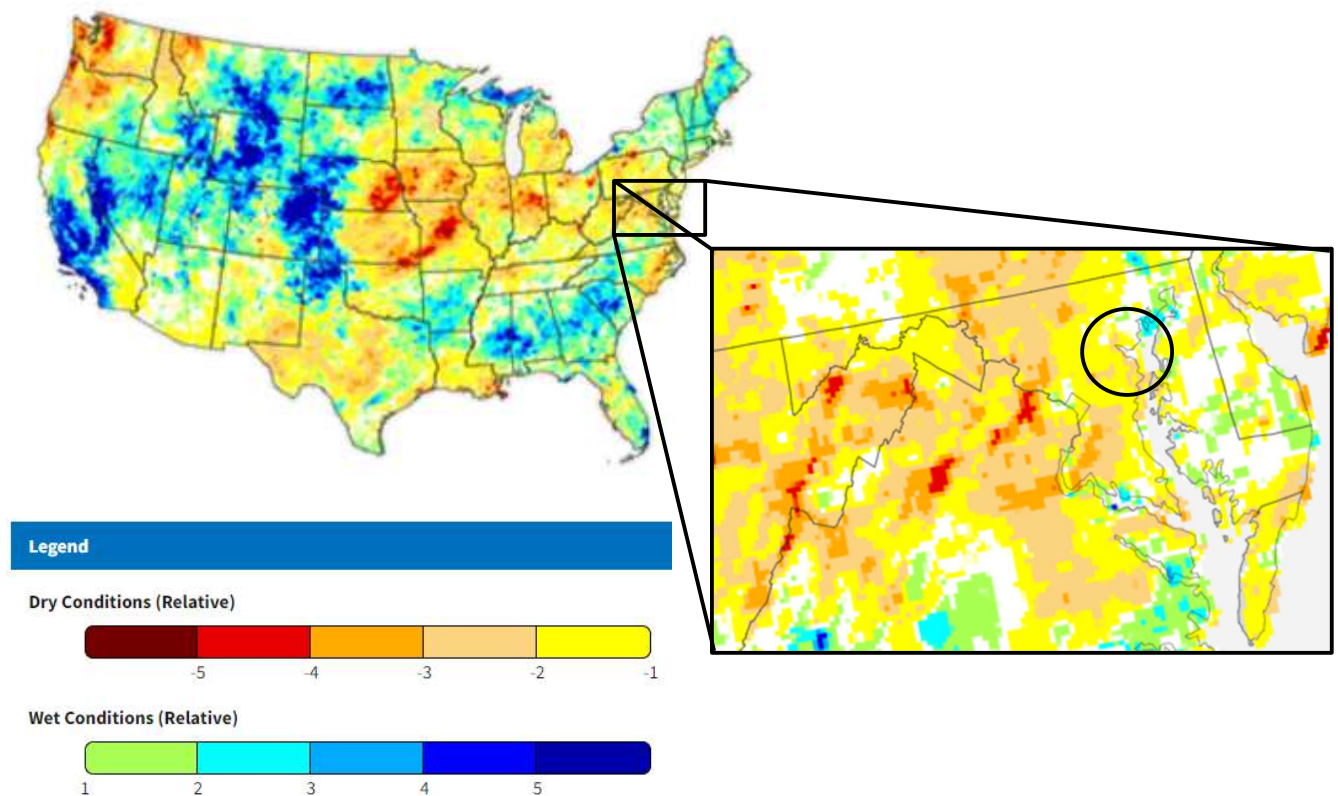 Legend
Dry Conditions (Relative)
-5 -4 -3 -2 -1
Wet Conditions (Relative)
1 2 3 4 5